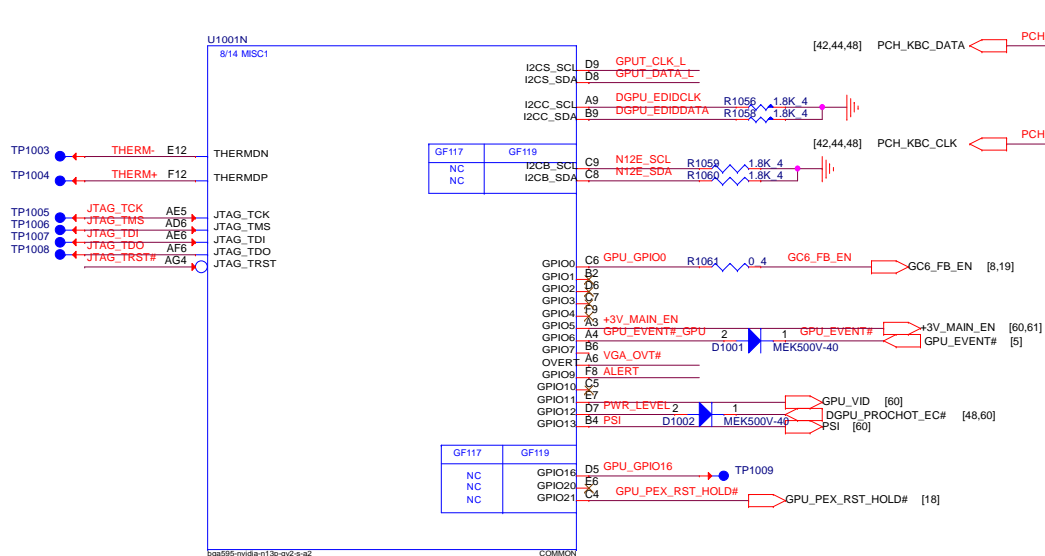 U1001N
8/14 MISC1
[42,44,48] PCH_KBC_DATA PCH
I2CS_SCL D9 GPUT_CLK_L
I2CS_SDA D8 GPUT_DATA_L
I2CC_SCL A9 DGPU_EDIDCLK R1056 1.8K_4
I2CC_SDA B9 DGPU_EDIDDATA R1058 1.8K_4
[42,44,48] PCH_KBC_CLK PCH
TP1003 THERM- E12 THERMDN
GF117 GF119
NC
NC
I2CB_SCL C9 N12E_SCL R1059 1.8K_4
I2CB_SDA C8 N12E_SDA R1060 1.8K_4
TP1004 THERM+ F12 THERMDP
TP1005 JTAG_TCK AE5 JTAG_TCK
TP1006 JTAG_TMS AD6 JTAG_TMS
TP1007 JTAG_TDI AE6 JTAG_TDI
TP1008 JTAG_TDO AF6 JTAG_TDO
JTAG_TRST# AG4 JTAG_TRST
GPIO0 C6 GPU_GPIO0 R1061 0_4 GC6_FB_EN GC6_FB_EN [8,19]
GPIO1 B2
GPIO2 D6
GPIO3 C7
GPIO4 F9
GPIO5 A3 +3V_MAIN_EN +3V_MAIN_EN [60,61]
GPIO6 A4 GPU_EVENT#_GPU 2 D1001 1 MEK500V-40 GPU_EVENT# GPU_EVENT# [5]
GPIO7 B6
OVERT A6 VGA_OVT#
GPIO9 F8 ALERT
GPIO10 C5
GPIO11 E7 GPU_VID [60]
GPIO12 D7 PWR_LEVEL 2 D1002 1 MEK500V-40 DGPU_PROCHOT_EC# [48,60]
GPIO13 B4 PSI PSI [60]
GF117 GF119
NC
NC
NC
GPIO16 D5 GPU_GPIO16 TP1009
GPIO20 E6
GPIO21 C4 GPU_PEX_RST_HOLD# GPU_PEX_RST_HOLD# [18]
bga595-nvidia-n13p-gv2-s-a2 COMMON